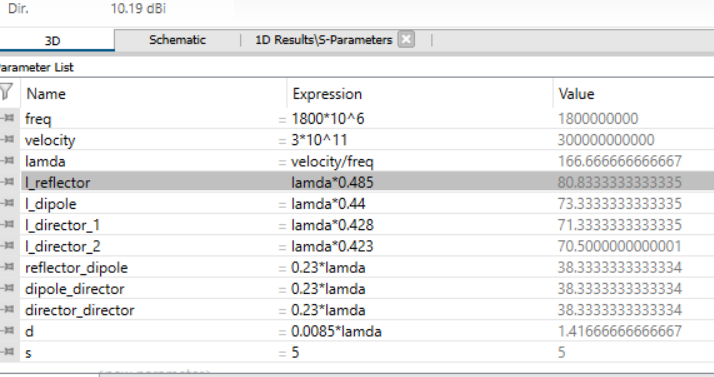 Dir. 10.19 dBi
3D Schematic 1D Results\S-Parameters
Parameter List
Name Expression Value
freq = 1800*10^6 1800000000
velocity = 3*10^11 300000000000
lamda = velocity/freq 166.666666666667
l_reflector lamda*0.485 80.8333333333335
l_dipole = lamda*0.44 73.3333333333335
l_director_1 = lamda*0.428 71.3333333333335
l_director_2 = lamda*0.423 70.5000000000001
reflector_dipole = 0.23*lamda 38.3333333333334
dipole_director = 0.23*lamda 38.3333333333334
director_director = 0.23*lamda 38.3333333333334
d = 0.0085*lamda 1.41666666666667
s = 5 5